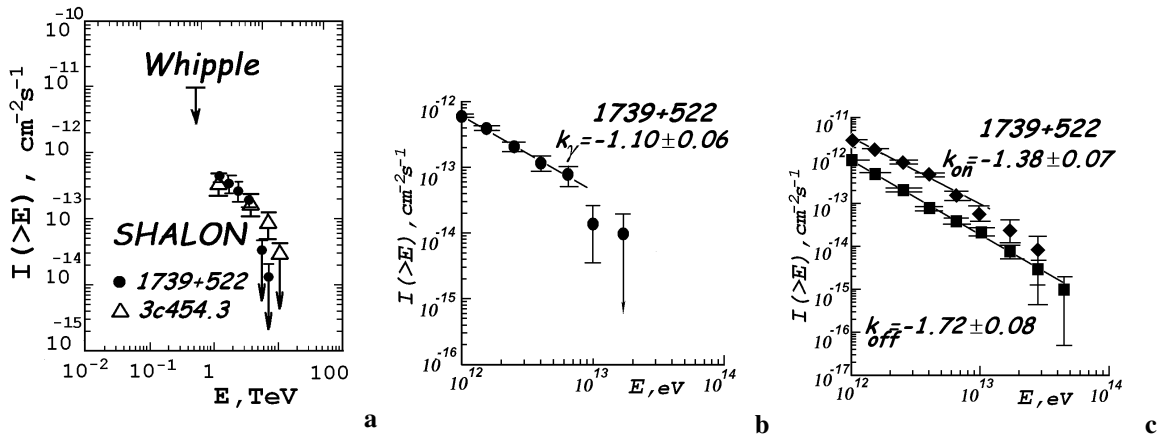 10^-10
10^-11
10^-12
10^-13
10^-14
10^-15
I(>E), cm^-2s^-1
Whipple
SHALON
● 1739+522
△ 3c454.3
10^-2 10^-1 1 10 100
E, TeV
a
10^-12
10^-13
10^-14
10^-15
10^-16
I(>E), cm^-2s^-1
1739+522
kγ=-1.10±0.06
10^12 10^13 10^14
E, eV
b
10^-11
10^-12
10^-13
10^-14
10^-15
10^-16
10^-17
I(>E), cm^-2s^-1
1739+522
k_on=-1.38±0.07
k_off=-1.72±0.08
10^12 10^13 10^14
E, eV
c